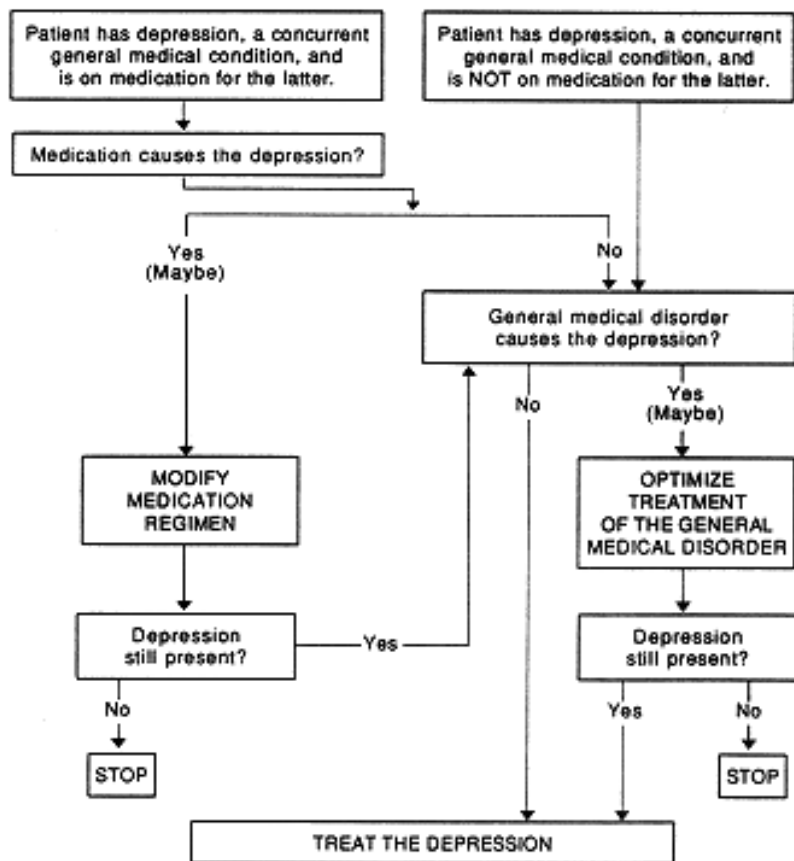 Patient has depression, a concurrent
general medical condition, and
is on medication for the latter.
Patient has depression, a concurrent
general medical condition, and
is NOT on medication for the latter.
Medication causes the depression?
Yes
(Maybe)
No
General medical disorder
causes the depression?
No
Yes
(Maybe)
MODIFY
MEDICATION
REGIMEN
OPTIMIZE
TREATMENT
OF THE GENERAL
MEDICAL DISORDER
Depression
still present?
Yes
Depression
still present?
No
Yes
No
STOP
STOP
TREAT THE DEPRESSION